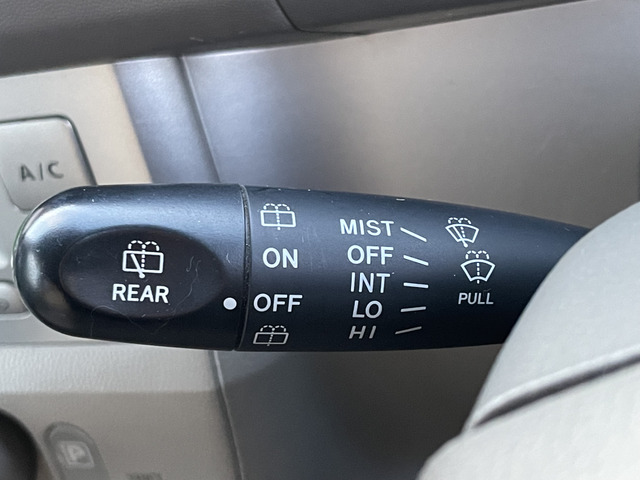 A/C
REAR
ON
OFF
MIST
OFF
INT
LO
HI
PULL
P